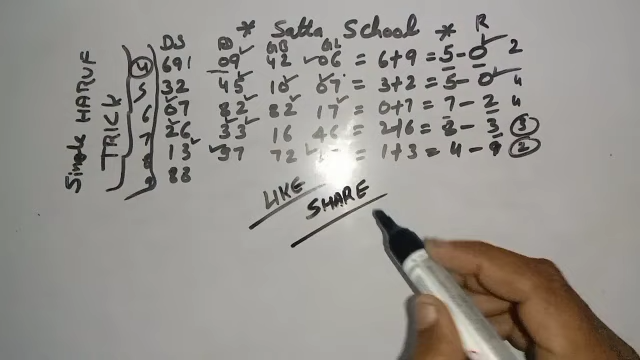 * Satta School *
DS FB GB GL R
4 691 09 42 06 = 6+9 = 5 - 0 2
5 32 45 10 07 = 3+2 = 5 - 0 4
6 07 82 82 17 = 0+7 = 7 - 2 4
7 26 33 16 46 = 2+6 = 8 - 3 3
8 13 37 72 = 1+3 = 4 - 9 2
9 88
Single HARUF
TRICK
LIKE
SHARE